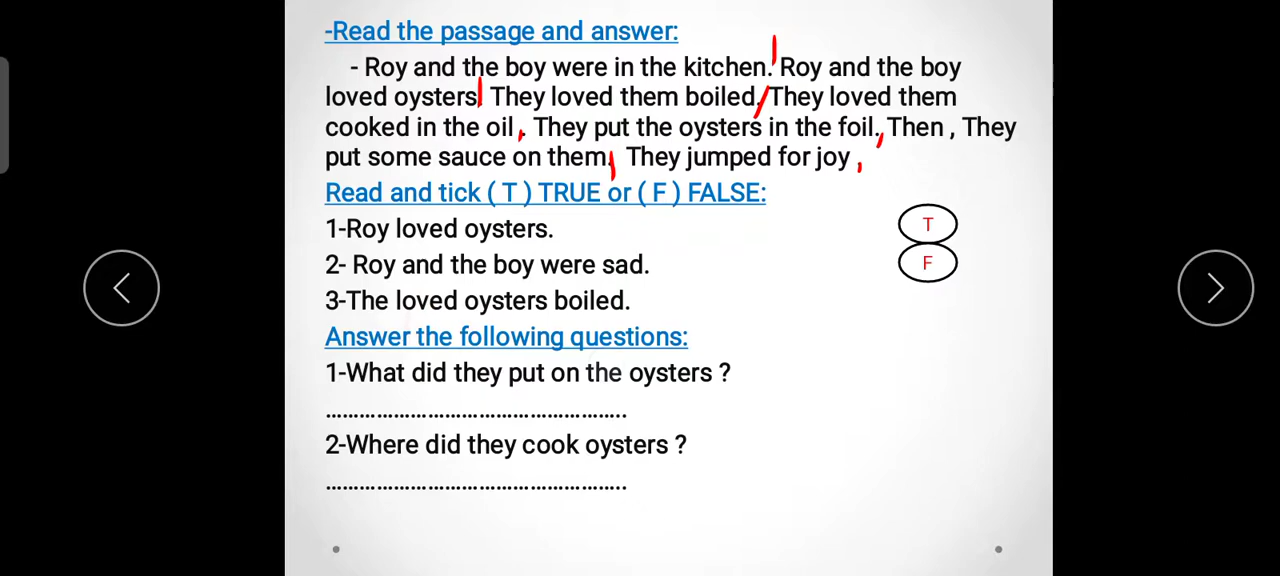 -Read the passage and answer:
- Roy and the boy were in the kitchen. Roy and the boy
loved oysters. They loved them boiled. They loved them
cooked in the oil . They put the oysters in the foil. Then , They
put some sauce on them. They jumped for joy ,
Read and tick ( T ) TRUE or ( F ) FALSE:
1-Roy loved oysters. T
2- Roy and the boy were sad. F
3-The loved oysters boiled.
Answer the following questions:
1-What did they put on the oysters ?
........................................................
2-Where did they cook oysters ?
........................................................